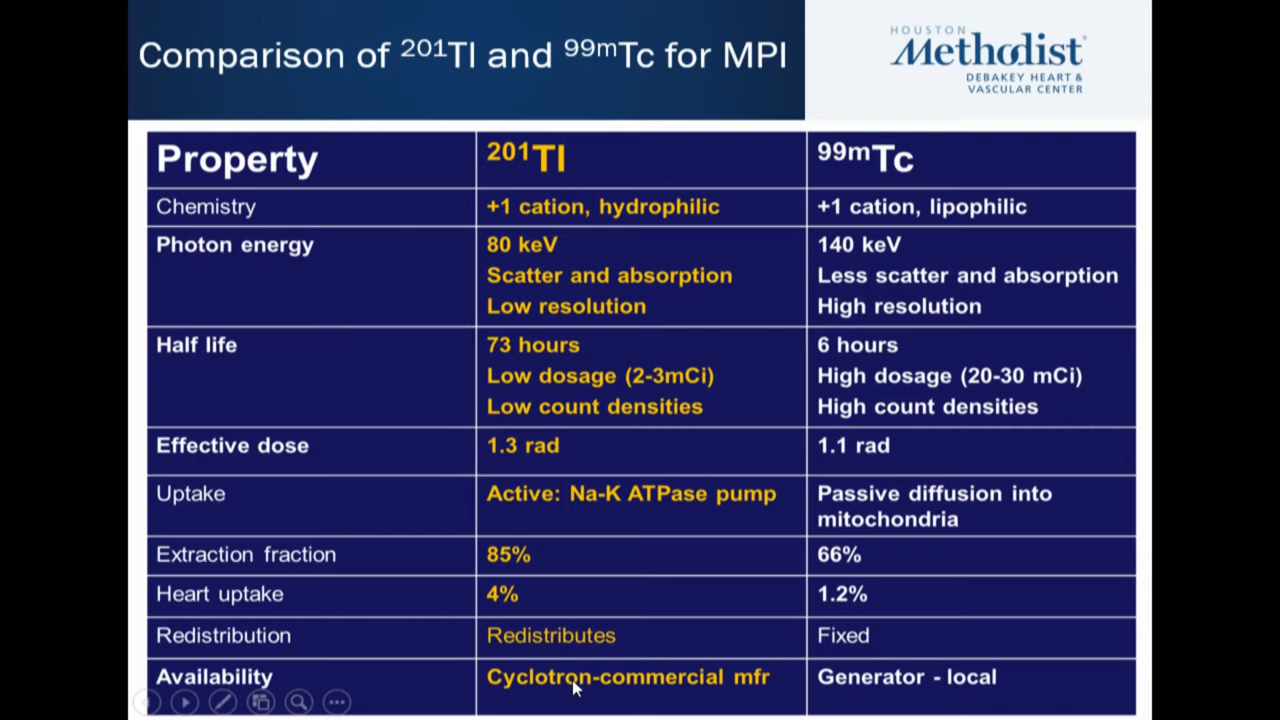 Comparison of ²⁰¹Tl and ⁹⁹ᵐTc for MPI
HOUSTON
Methodist®
DEBAKEY HEART &
VASCULAR CENTER
Property ²⁰¹Tl ⁹⁹ᵐTc
Chemistry +1 cation, hydrophilic +1 cation, lipophilic
Photon energy 80 keV 140 keV
Scatter and absorption Less scatter and absorption
Low resolution High resolution
Half life 73 hours 6 hours
Low dosage (2-3mCi) High dosage (20-30 mCi)
Low count densities High count densities
Effective dose 1.3 rad 1.1 rad
Uptake Active: Na-K ATPase pump Passive diffusion into
mitochondria
Extraction fraction 85% 66%
Heart uptake 4% 1.2%
Redistribution Redistributes Fixed
Availability Cyclotron-commercial mfr Generator - local